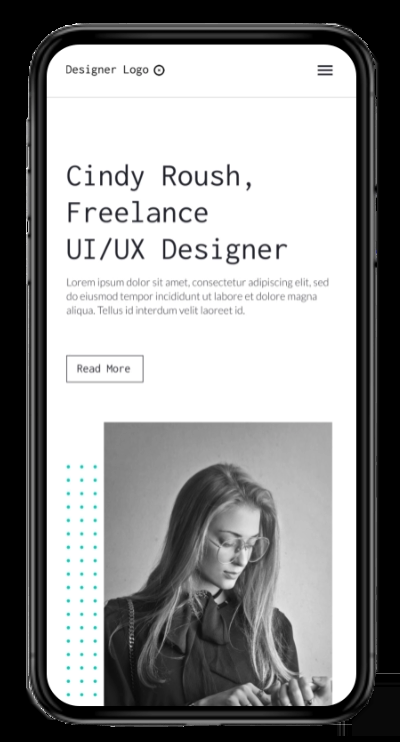 Designer Logo
Cindy Roush,
Freelance
UI/UX Designer
Lorem ipsum dolor sit amet, consectetur adipiscing elit, sed
do eiusmod tempor incididunt ut labore et dolore magna
aliqua. Tellus id interdum velit laoreet id.
Read More